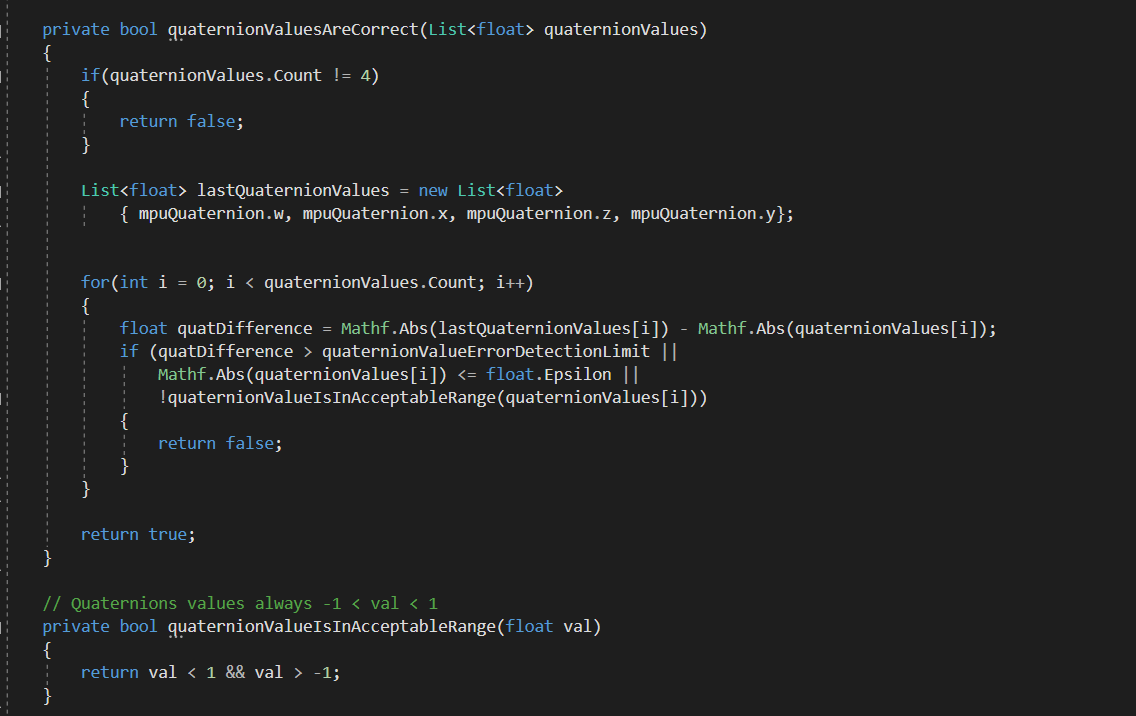 private bool quaternionValuesAreCorrect(List<float> quaternionValues)
{
if(quaternionValues.Count != 4)
{
return false;
}
List<float> lastQuaternionValues = new List<float>
{ mpuQuaternion.w, mpuQuaternion.x, mpuQuaternion.z, mpuQuaternion.y};
for(int i = 0; i < quaternionValues.Count; i++)
{
float quatDifference = Mathf.Abs(lastQuaternionValues[i]) - Mathf.Abs(quaternionValues[i]);
if (quatDifference > quaternionValueErrorDetectionLimit ||
Mathf.Abs(quaternionValues[i]) <= float.Epsilon ||
!quaternionValueIsInAcceptableRange(quaternionValues[i]))
{
return false;
}
}
return true;
}
// Quaternions values always -1 < val < 1
private bool quaternionValueIsInAcceptableRange(float val)
{
return val < 1 && val > -1;
}